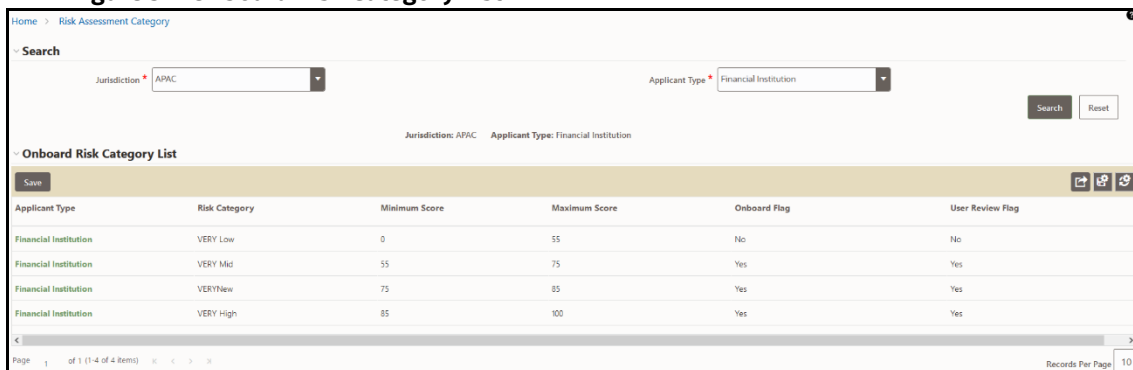 Home > Risk Assessment Category
Search
Jurisdiction * APAC Applicant Type * Financial Institution
Search Reset
Jurisdiction: APAC Applicant Type: Financial Institution
Onboard Risk Category List
Save
Applicant Type Risk Category Minimum Score Maximum Score Onboard Flag User Review Flag
Financial Institution VERY Low 0 55 No No
Financial Institution VERY Mid 55 75 Yes Yes
Financial Institution VERYNew 75 85 Yes Yes
Financial Institution VERY High 85 100 Yes Yes
Page 1 of 1 (1-4 of 4 items) Records Per Page 10